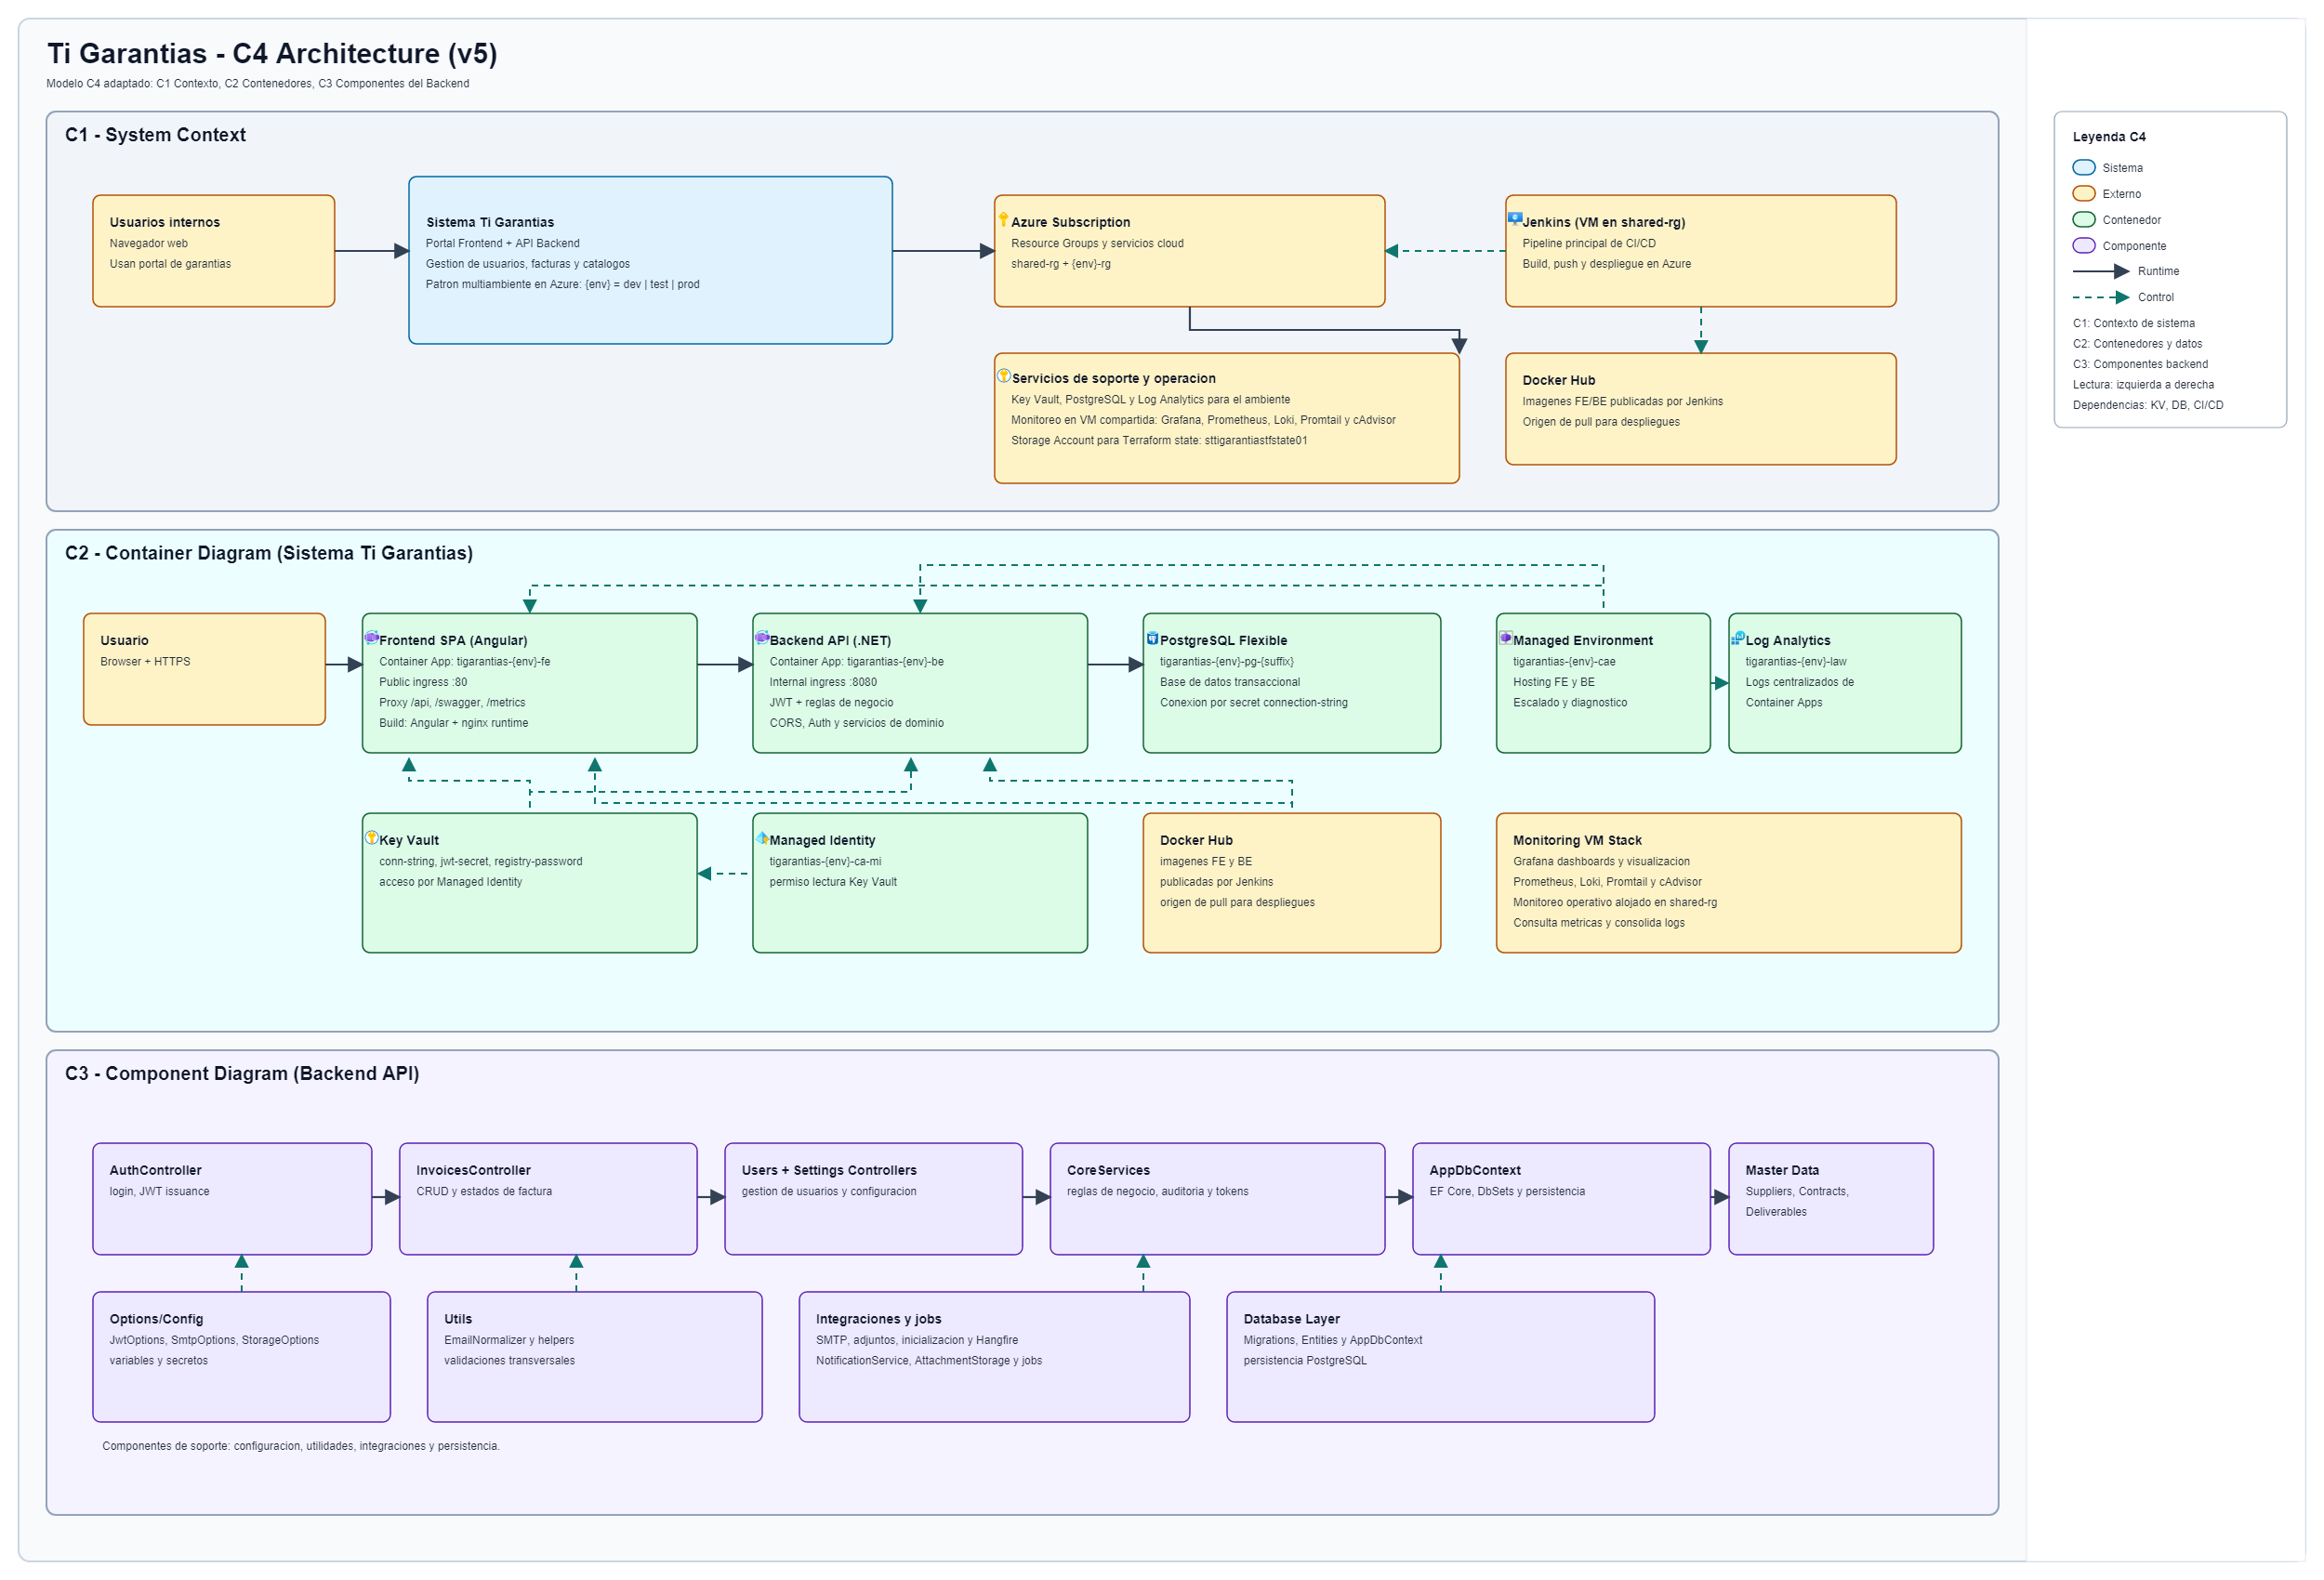 Ti Garantias - C4 Architecture (v5)
Modelo C4 adaptado: C1 Contexto, C2 Contenedores, C3 Componentes del Backend
C1 - System Context
Usuarios internos
Navegador web
Usan portal de garantias
Sistema Ti Garantias
Portal Frontend + API Backend
Gestion de usuarios, facturas y catalogos
Patron multiambiente en Azure: {env} = dev | test | prod
Azure Subscription
Resource Groups y servicios cloud
shared-rg + {env}-rg
Jenkins (VM en shared-rg)
Pipeline principal de CI/CD
Build, push y despliegue en Azure
Servicios de soporte y operacion
Key Vault, PostgreSQL y Log Analytics para el ambiente
Monitoreo en VM compartida: Grafana, Prometheus, Loki, Promtail y cAdvisor
Storage Account para Terraform state: sttigarantiastfstate01
Docker Hub
Imagenes FE/BE publicadas por Jenkins
Origen de pull para despliegues
Leyenda C4
Sistema
Externo
Contenedor
Componente
Runtime
Control
C1: Contexto de sistema
C2: Contenedores y datos
C3: Componentes backend
Lectura: izquierda a derecha
Dependencias: KV, DB, CI/CD
C2 - Container Diagram (Sistema Ti Garantias)
Usuario
Browser + HTTPS
Frontend SPA (Angular)
Container App: tigarantias-{env}-fe
Public ingress :80
Proxy /api, /swagger, /metrics
Build: Angular + nginx runtime
Backend API (.NET)
Container App: tigarantias-{env}-be
Internal ingress :8080
JWT + reglas de negocio
CORS, Auth y servicios de dominio
PostgreSQL Flexible
tigarantias-{env}-pg-{suffix}
Base de datos transaccional
Conexion por secret connection-string
Managed Environment
tigarantias-{env}-cae
Hosting FE y BE
Escalado y diagnostico
Log Analytics
tigarantias-{env}-law
Logs centralizados de
Container Apps
Key Vault
conn-string, jwt-secret, registry-password
acceso por Managed Identity
Managed Identity
tigarantias-{env}-ca-mi
permiso lectura Key Vault
Docker Hub
imagenes FE y BE
publicadas por Jenkins
origen de pull para despliegues
Monitoring VM Stack
Grafana dashboards y visualizacion
Prometheus, Loki, Promtail y cAdvisor
Monitoreo operativo alojado en shared-rg
Consulta metricas y consolida logs
C3 - Component Diagram (Backend API)
AuthController
login, JWT issuance
InvoicesController
CRUD y estados de factura
Users + Settings Controllers
gestion de usuarios y configuracion
CoreServices
reglas de negocio, auditoria y tokens
AppDbContext
EF Core, DbSets y persistencia
Master Data
Suppliers, Contracts,
Deliverables
Options/Config
JwtOptions, SmtpOptions, StorageOptions
variables y secretos
Utils
EmailNormalizer y helpers
validaciones transversales
Integraciones y jobs
SMTP, adjuntos, inicializacion y Hangfire
NotificationService, AttachmentStorage y jobs
Database Layer
Migrations, Entities y AppDbContext
persistencia PostgreSQL
Componentes de soporte: configuracion, utilidades, integraciones y persistencia.